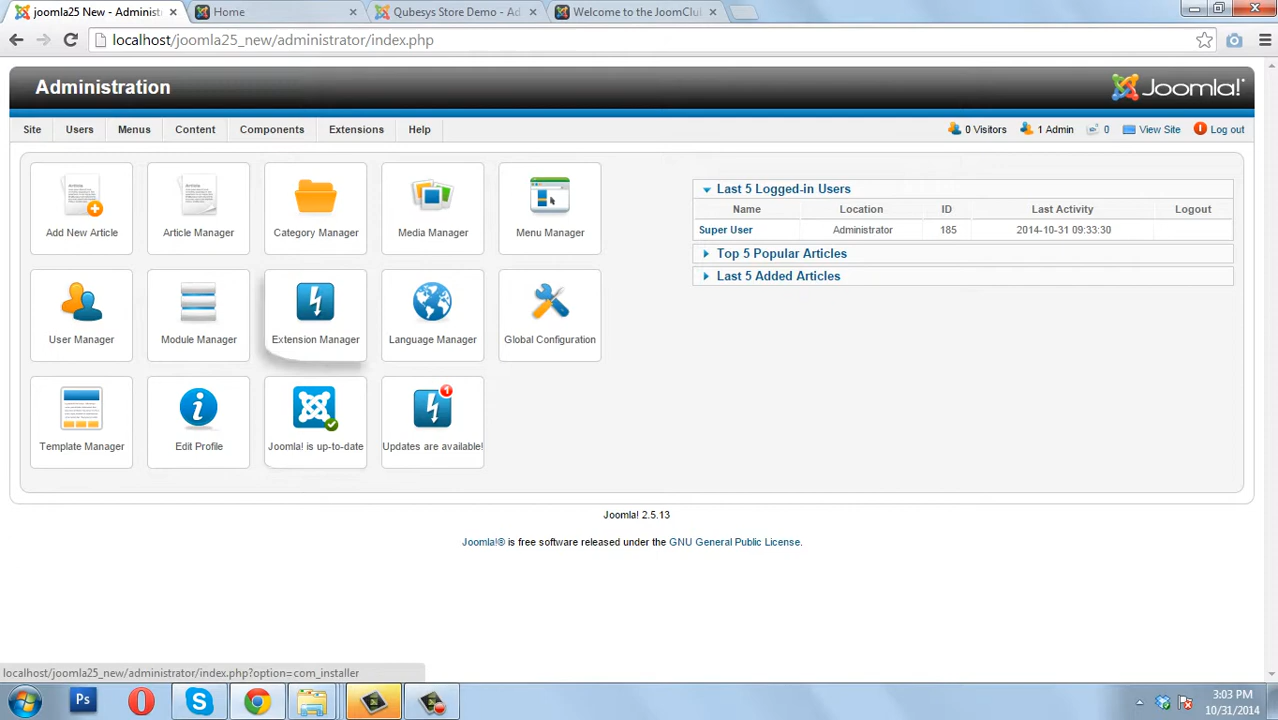 joomla25 New - Administ
Home
Qubesys Store Demo - Ad
Welcome to the JoomClu
localhost/joomla25_new/administrator/index.php
Administration
Joomla!
Site Users Menus Content Components Extensions Help
0 Visitors 1 Admin 0 View Site Log out
Add New Article Article Manager Category Manager Media Manager Menu Manager
Last 5 Logged-in Users
Name Location ID Last Activity Logout
Super User Administrator 185 2014-10-31 09:33:30
Top 5 Popular Articles
Last 5 Added Articles
User Manager Module Manager Extension Manager Language Manager Global Configuration
1
Template Manager Edit Profile Joomla! is up-to-date Updates are available!
Joomla! 2.5.13
Joomla!® is free software released under the GNU General Public License.
localhost/joomla25_new/administrator/index.php?option=com_installer
Ps
3:03 PM
10/31/2014